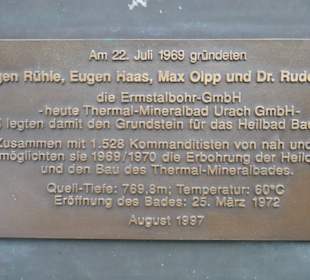 Am 22. Juli 1969 gründeten
gen Rühle, Eugen Haas, Max Olpp und Dr. Rude
die Ermstalbohr-GmbH
-heute Thermal-Mineralbad Urach GmbH-
legten damit den Grundstein für das Heilbad Ba
Zusammen mit 1.528 Kommanditisten von nah und
möglichten sie 1969/1970 die Erbohrung der Heilq
und den Bau des Thermal-Mineralbades.
Quell-Tiefe: 769,8m; Temperatur: 60°C
Eröffnung des Bades: 25. März 1972
August 1997